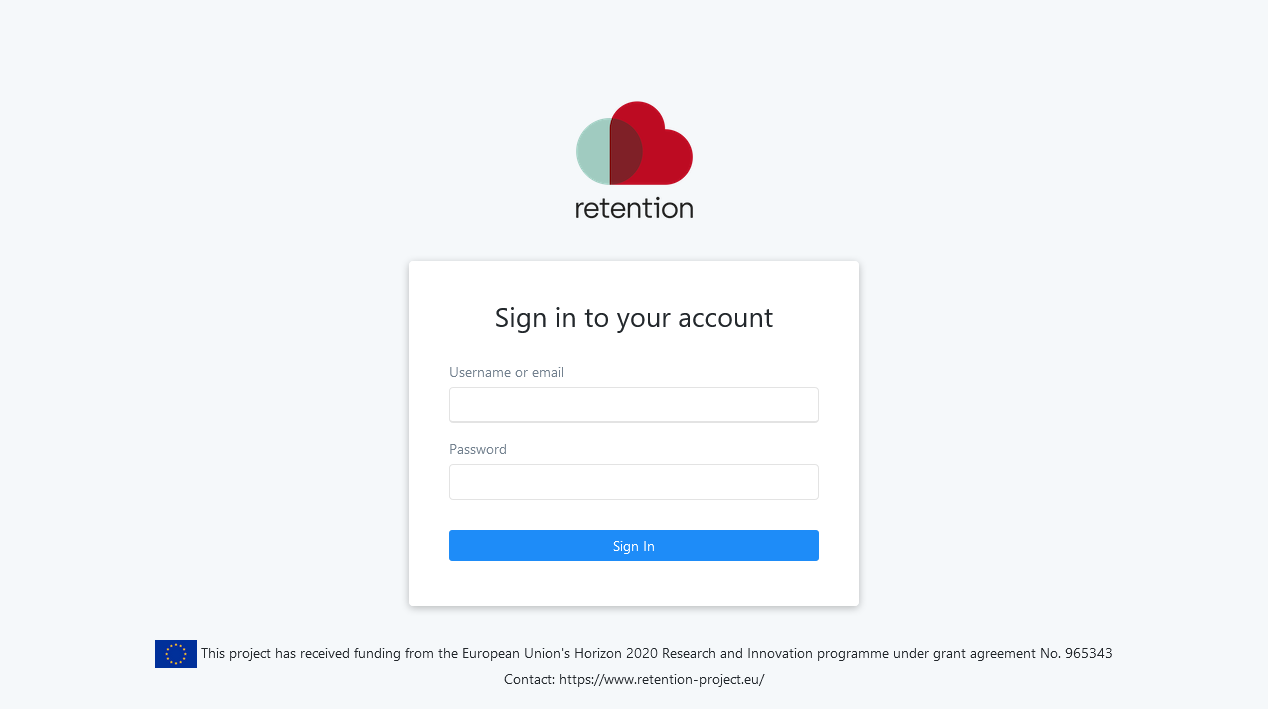 retention
Sign in to your account
Username or email
Password
Sign In
This project has received funding from the European Union's Horizon 2020 Research and Innovation programme under grant agreement No. 965343
Contact: https://www.retention-project.eu/